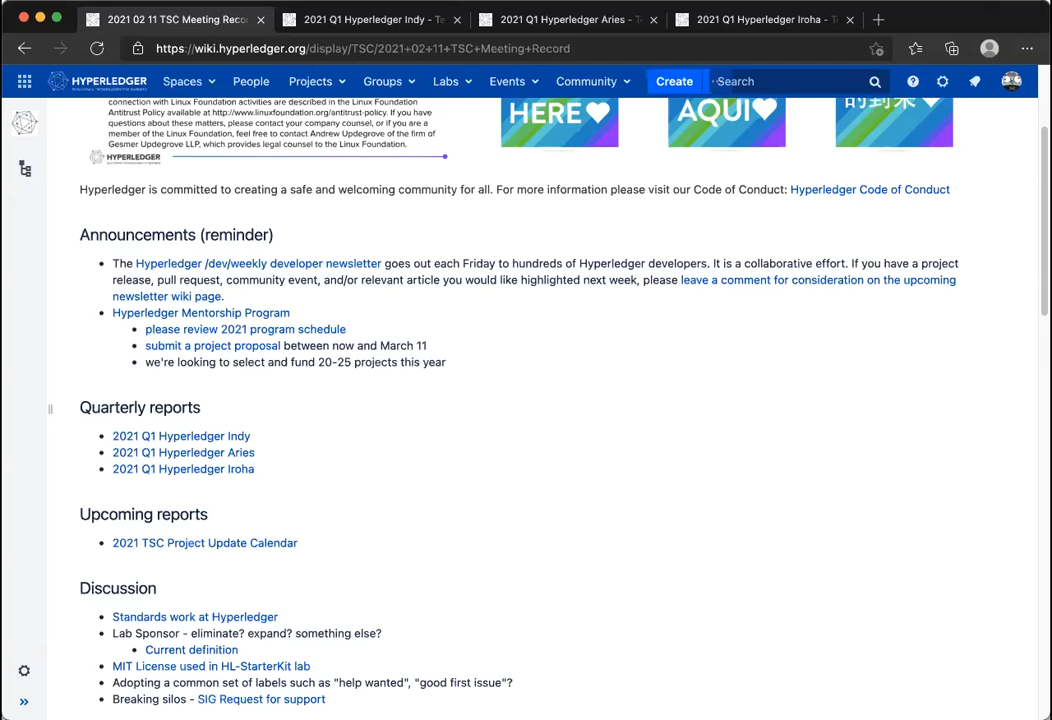 2021 02 11 TSC Meeting Reco
2021 Q1 Hyperledger Indy - Te
2021 Q1 Hyperledger Aries - T
2021 Q1 Hyperledger Iroha - 
https://wiki.hyperledger.org/display/TSC/2021+02+11+TSC+Meeting+Record
HYPERLEDGER Spaces People Projects Groups Labs Events Community Create Search
connection with Linux Foundation activities are described in the Linux Foundation
Antitrust Policy available at http://www.linuxfoundation.org/antitrust-policy. If you have
questions about these matters, please contact your company counsel, or if you are a
member of the Linux Foundation, feel free to contact Andrew Updegrove of the firm of
Gesmer Updegrove LLP, which provides legal counsel to the Linux Foundation.
HYPERLEDGER
HERE
AQUI
的到来
Hyperledger is committed to creating a safe and welcoming community for all. For more information please visit our Code of Conduct: Hyperledger Code of Conduct
Announcements (reminder)
The Hyperledger /dev/weekly developer newsletter goes out each Friday to hundreds of Hyperledger developers. It is a collaborative effort. If you have a project
release, pull request, community event, and/or relevant article you would like highlighted next week, please leave a comment for consideration on the upcoming
newsletter wiki page.
Hyperledger Mentorship Program
please review 2021 program schedule
submit a project proposal between now and March 11
we're looking to select and fund 20-25 projects this year
Quarterly reports
2021 Q1 Hyperledger Indy
2021 Q1 Hyperledger Aries
2021 Q1 Hyperledger Iroha
Upcoming reports
2021 TSC Project Update Calendar
Discussion
Standards work at Hyperledger
Lab Sponsor - eliminate? expand? something else?
Current definition
MIT License used in HL-StarterKit lab
Adopting a common set of labels such as "help wanted", "good first issue"?
Breaking silos - SIG Request for support